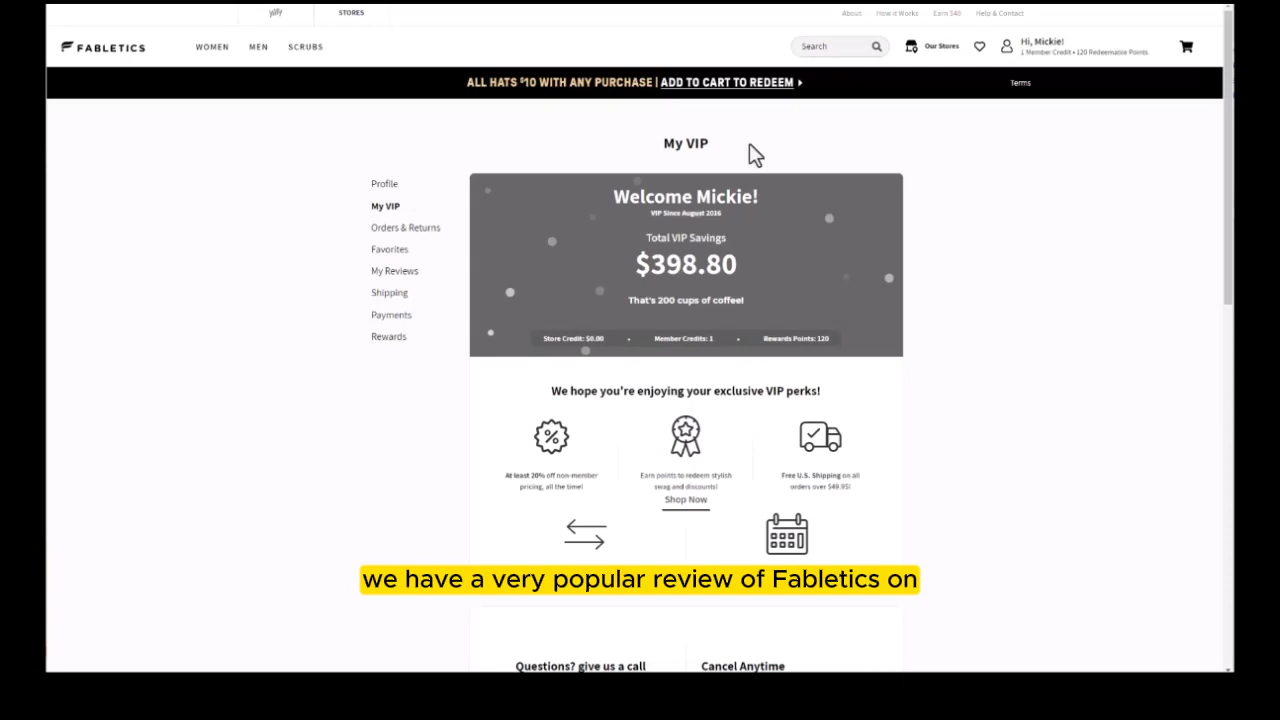 yitty
STORES
About
How it Works
Earn $40
Help & Contact
FABLETICS
WOMEN
MEN
SCRUBS
Search
Our Stores
Hi, Mickie!
1 Member Credit • 120 Redeemable Points
ALL HATS $10 WITH ANY PURCHASE | ADD TO CART TO REDEEM
Terms
My VIP
Profile
My VIP
Orders & Returns
Favorites
My Reviews
Shipping
Payments
Rewards
Welcome Mickie!
VIP Since August 2016
Total VIP Savings
$398.80
That's 200 cups of coffee!
Store Credit: $0.00 • Member Credits: 1 • Rewards Points: 120
We hope you're enjoying your exclusive VIP perks!
At least 20% off non-member
pricing, all the time!
Earn points to redeem stylish
swag and discounts!
Shop Now
Free U.S. Shipping on all
orders over $49.95!
we have a very popular review of Fabletics on
Questions? give us a call
Cancel Anytime